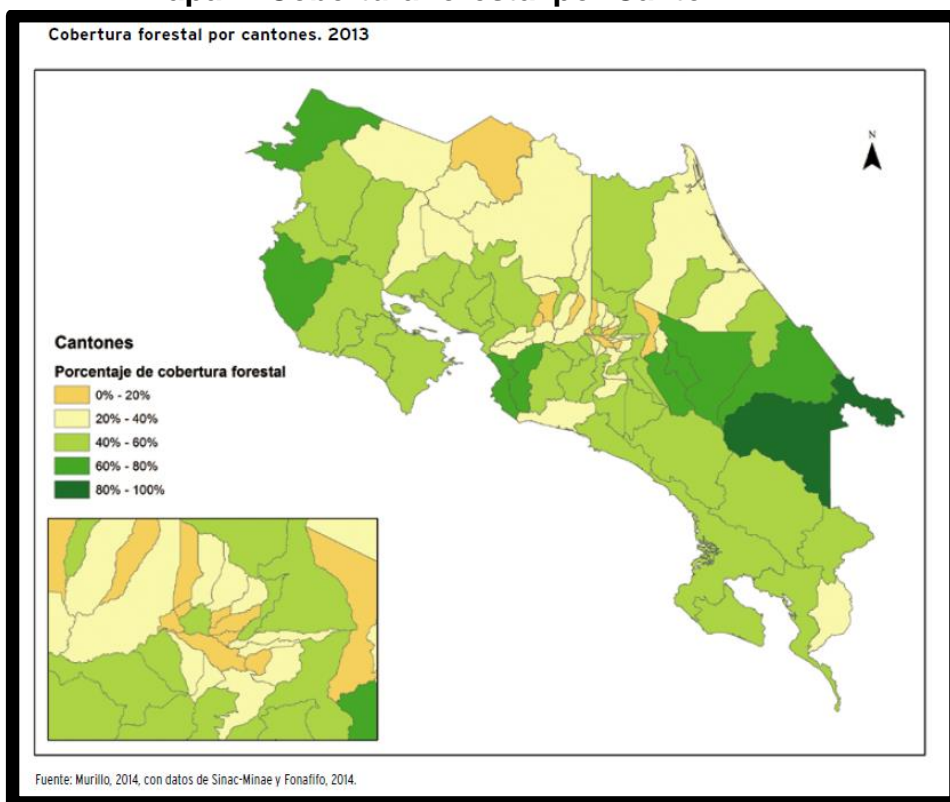 Cobertura forestal por cantones. 2013
N
Cantones
Porcentaje de cobertura forestal
0% - 20%
20% - 40%
40% - 60%
60% - 80%
80% - 100%
Fuente: Murillo, 2014, con datos de Sinac-Minae y Fonafifo, 2014.